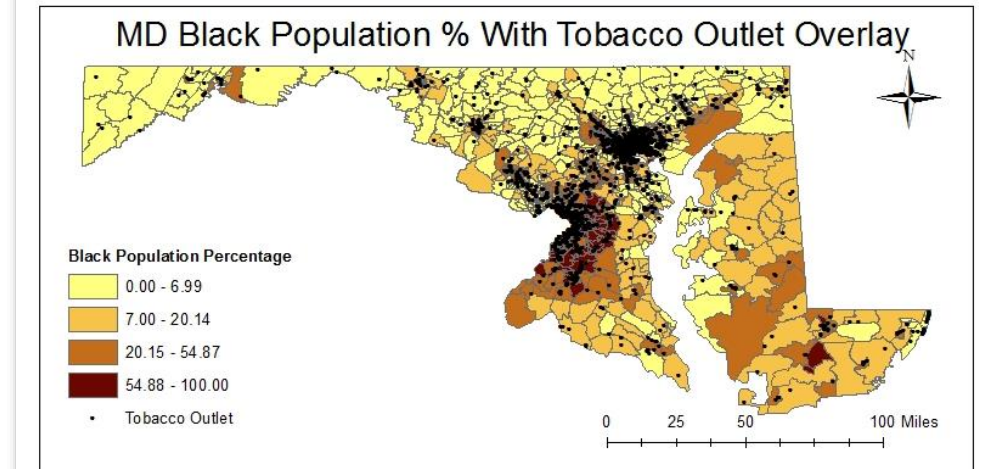 MD Black Population % With Tobacco Outlet Overlay
N
Black Population Percentage
0.00 - 6.99
7.00 - 20.14
20.15 - 54.87
54.88 - 100.00
Tobacco Outlet
0 25 50 100 Miles